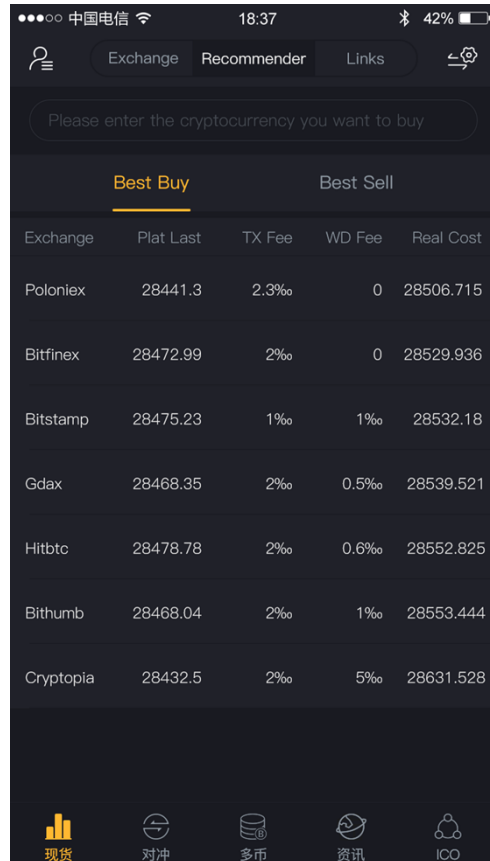 中国电信 18:37 42%
Exchange Recommender Links
Please enter the cryptocurrency you want to buy
Best Buy Best Sell
Exchange Plat Last TX Fee WD Fee Real Cost
Poloniex 28441.3 2.3‰ 0 28506.715
Bitfinex 28472.99 2‰ 0 28529.936
Bitstamp 28475.23 1‰ 1‰ 28532.18
Gdax 28468.35 2‰ 0.5‰ 28539.521
Hitbtc 28478.78 2‰ 0.6‰ 28552.825
Bithumb 28468.04 2‰ 1‰ 28553.444
Cryptopia 28432.5 2‰ 5‰ 28631.528
现货 对冲 多币 资讯 ICO